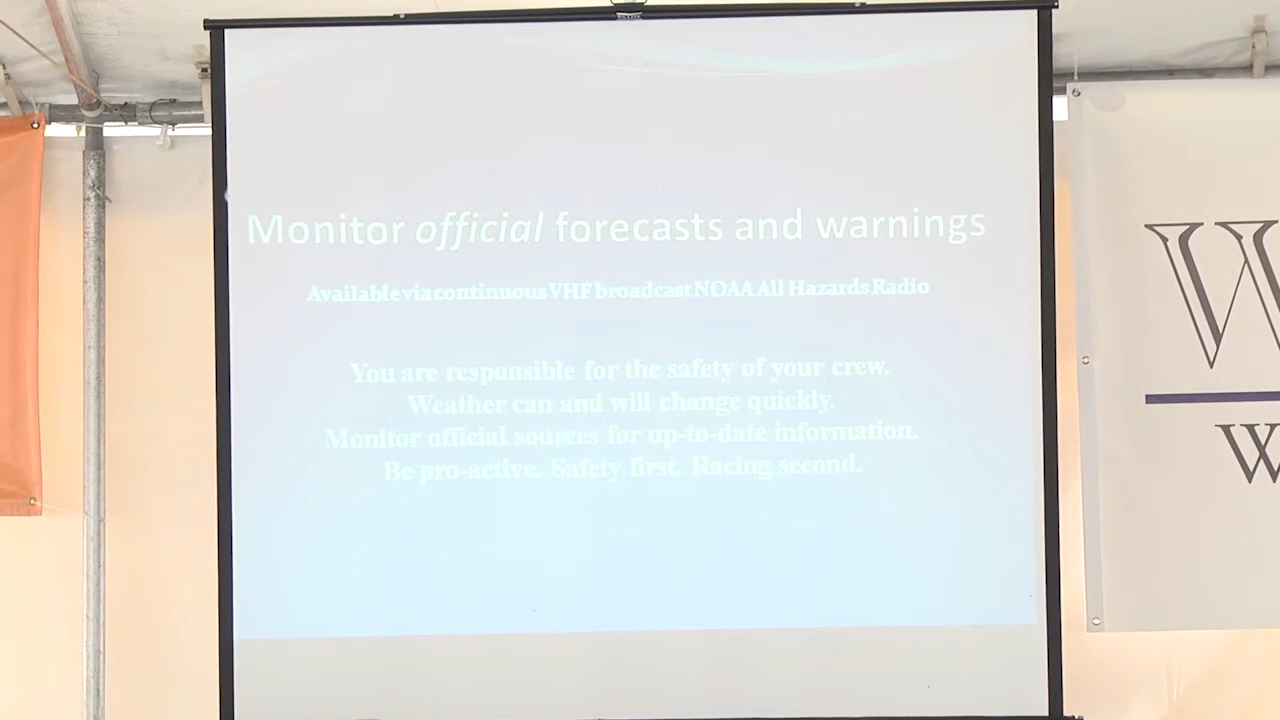 Monitor official forecasts and warnings
Available via continuous VHF broadcast NOAA All Hazards Radio
You are responsible for the safety of your crew.
Weather can and will change quickly.
Monitor official sources for up-to-date information.
Be pro-active. Safety first. Racing second.
W
W